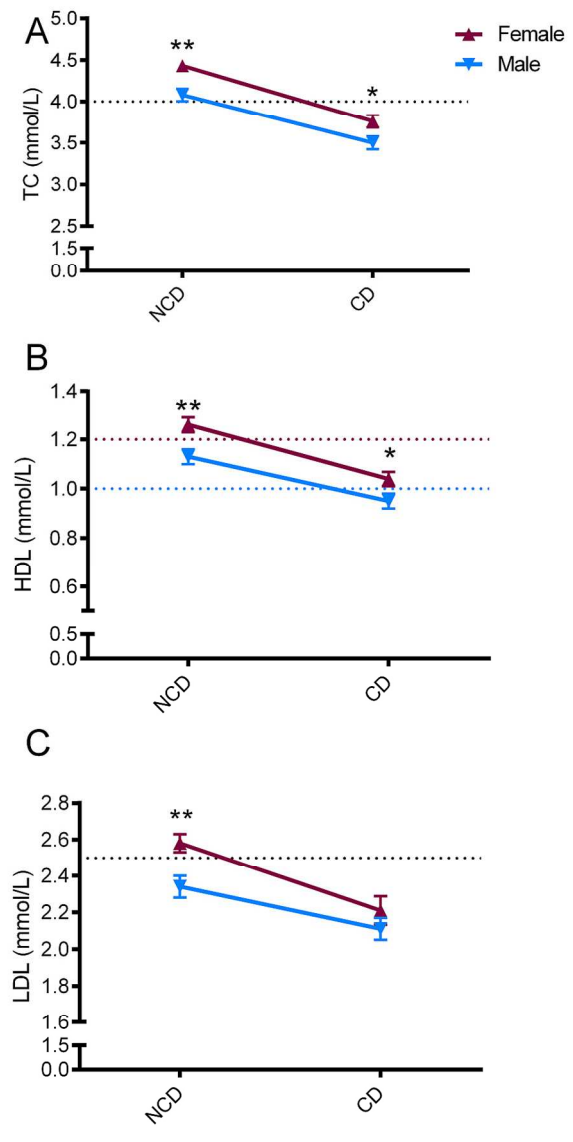 A
Female
Male
**
*
TC (mmol/L)
5.0
4.5
4.0
3.5
3.0
2.5
1.5
0.0
NCD
CD
B
**
*
HDL (mmol/L)
1.4
1.2
1.0
0.8
0.6
0.5
0.0
NCD
CD
C
**
LDL (mmol/L)
2.8
2.6
2.4
2.2
2.0
1.8
1.6
1.5
0.0
NCD
CD